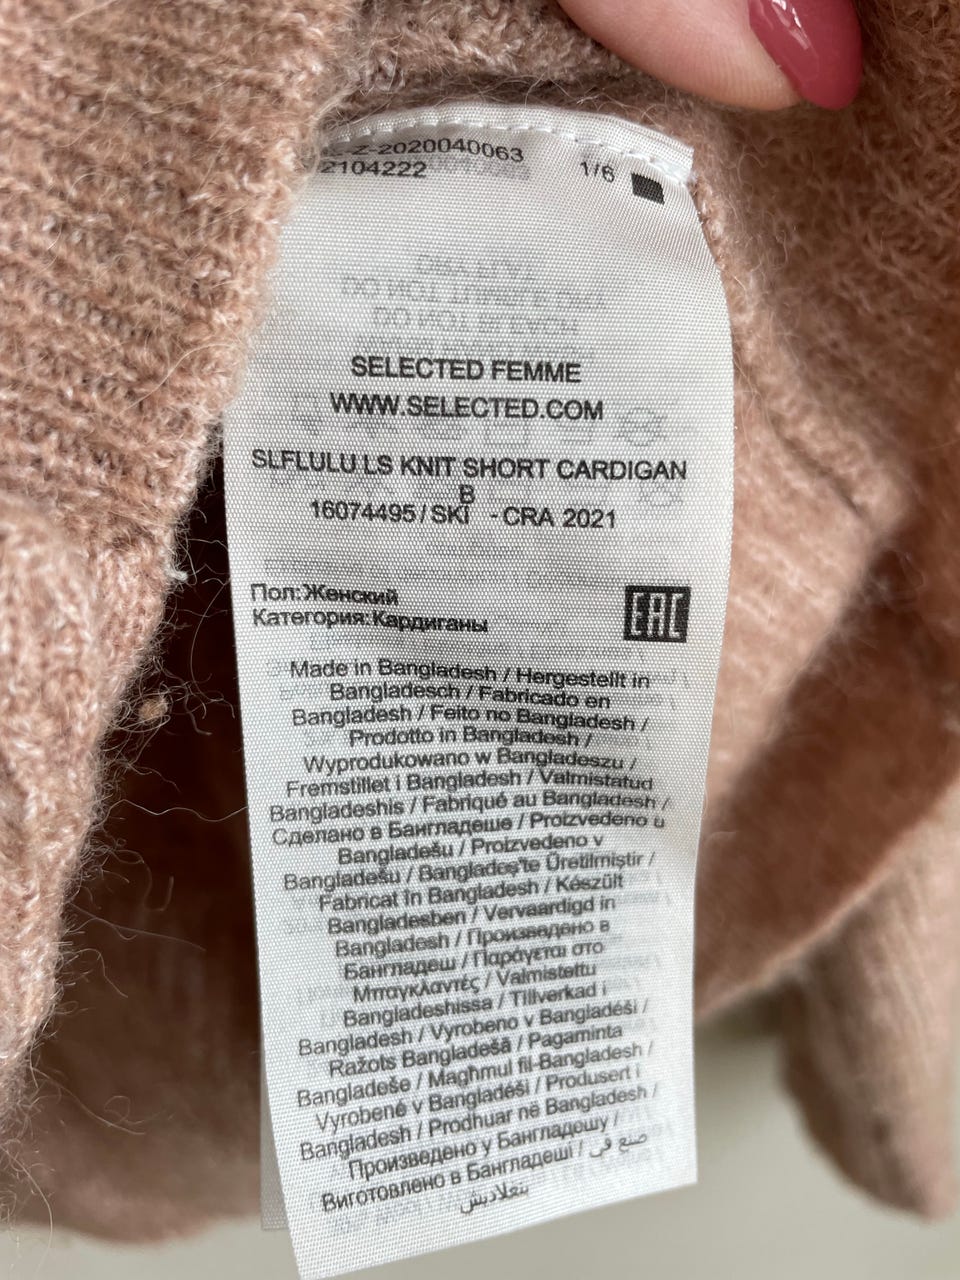 Z-2020040063
2104222
1/6
SELECTED FEMME
WWW.SELECTED.COM
SLFLULU LS KNIT SHORT CARDIGAN
B
16074495 / SKI - CRA 2021
Пол:Женский
Категория:Кардиганы
EAC
Made in Bangladesh / Hergestellt in
Bangladesch / Fabricado en
Bangladesh / Feito no Bangladesh /
Prodotto in Bangladesh /
Wyprodukowano w Bangladeszu /
Fremstillet i Bangladesh / Valmistatud
Bangladeshis / Fabriqué au Bangladesh /
Сделано в Бангладеше / Proizvedeno u
Bangladešu / Proizvedeno v
Bangladešu / Bangladeş'te Üretilmiştir /
Fabricat în Bangladesh / Készült
Bangladesben / Vervaardigd in
Bangladesh / Произведено в
Бангладеш / Παράγεται στο
Μπαγκλαντές / Valmistettu
Bangladeshissa / Tillverkad i
Bangladesh / Vyrobeno v Bangladéši /
Ražots Bangladešā / Pagaminta
Bangladeše / Magħmul fil-Bangladesh /
Vyrobené v Bangladéši / Produsert i
Bangladesh / Prodhuar në Bangladesh /
Произведено у Бангладешу /
Виготовлено в Бангладеші / صنع في
بنغلاديش